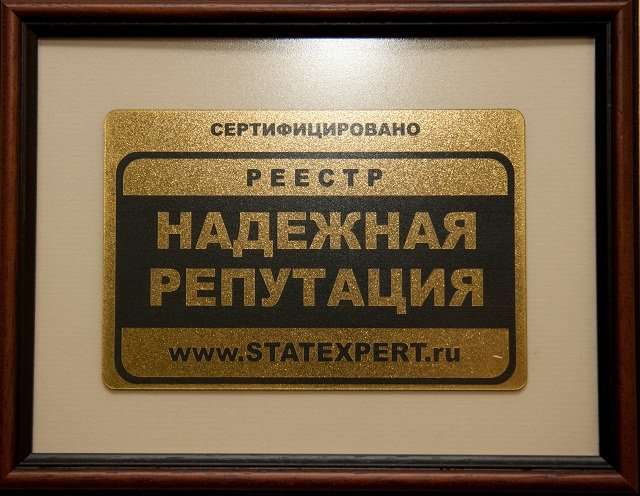 СЕРТИФИЦИРОВАНО
РЕЕСТР
НАДЕЖНАЯ
РЕПУТАЦИЯ
www.STATEXPERT.ru